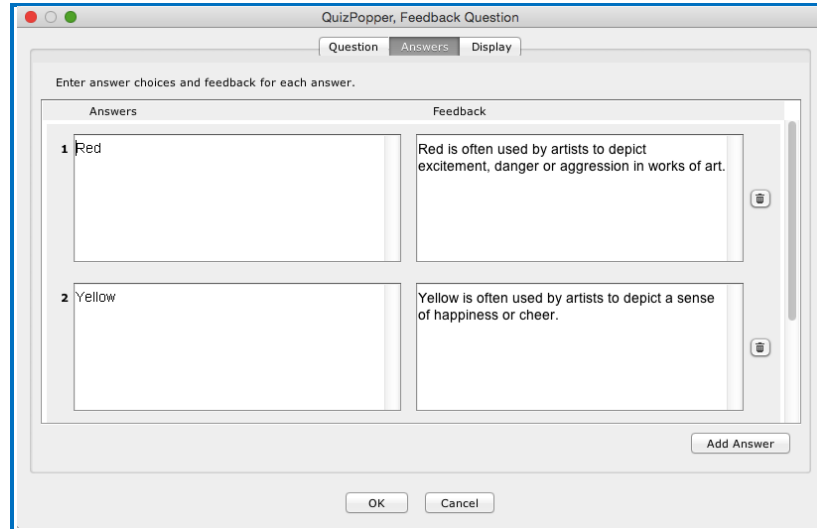 QuizPopper, Feedback Question
Question Answers Display
Enter answer choices and feedback for each answer.
Answers Feedback
1 Red
Red is often used by artists to depict
excitement, danger or aggression in works of art.
2 Yellow
Yellow is often used by artists to depict a sense
of happiness or cheer.
Add Answer
OK Cancel